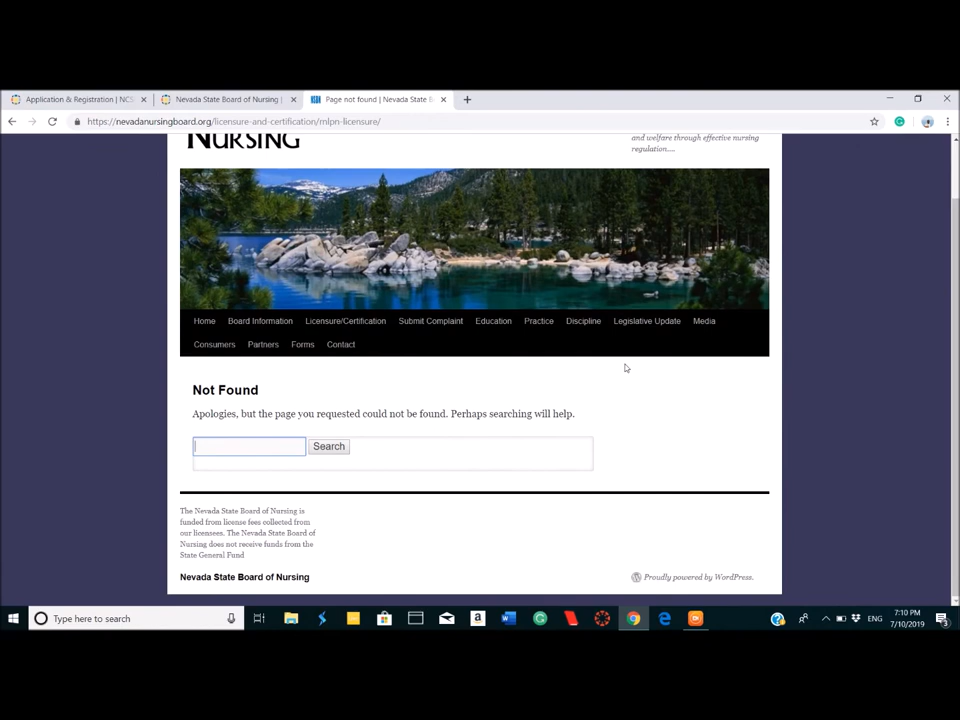 Application & Registration | NCS
Nevada State Board of Nursing |
Page not found | Nevada State B
https://nevadanursingboard.org/licensure-and-certification/rnlpn-licensure/
NURSING
and welfare through effective nursing
regulation....
Home Board Information Licensure/Certification Submit Complaint Education Practice Discipline Legislative Update Media
Consumers Partners Forms Contact
Not Found
Apologies, but the page you requested could not be found. Perhaps searching will help.
Search
The Nevada State Board of Nursing is
funded from license fees collected from
our licensees. The Nevada State Board of
Nursing does not receive funds from the
State General Fund
Nevada State Board of Nursing
Proudly powered by WordPress.
Type here to search
ENG
7:10 PM
7/10/2019